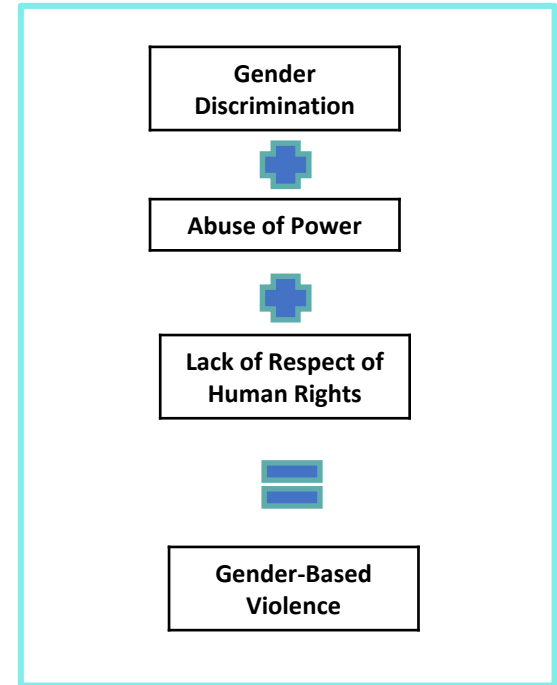 Gender
Discrimination
Abuse of Power
Lack of Respect of
Human Rights
Gender-Based
Violence